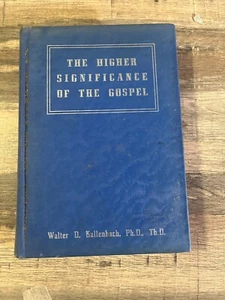 THE HIGHER
SIGNIFICANCE
OF THE GOSPEL
Walter D. Kallenbach, Ph.D., Th.D.